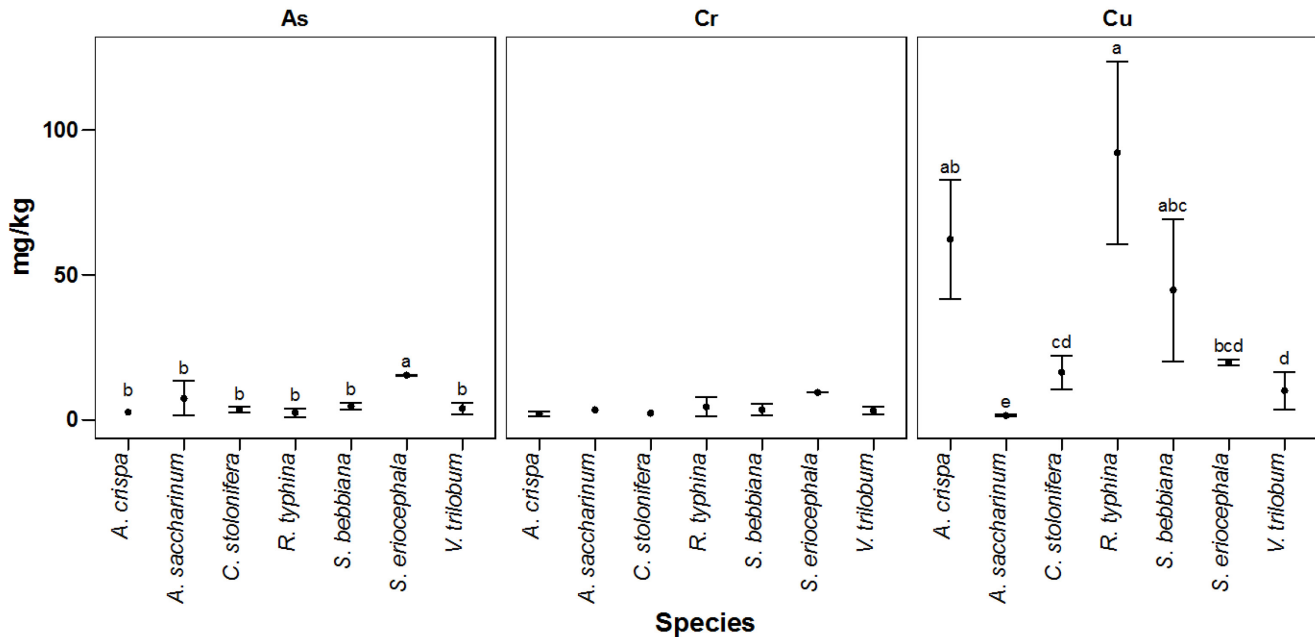 As Cr Cu
mg/kg
100
50
0
b b b b b a b
ab e cd a abc bcd d
A. crispa
A. saccharinum
C. stolonifera
R. typhina
S. bebbiana
S. eriocephala
V. trilobum
A. crispa
A. saccharinum
C. stolonifera
R. typhina
S. bebbiana
S. eriocephala
V. trilobum
A. crispa
A. saccharinum
C. stolonifera
R. typhina
S. bebbiana
S. eriocephala
V. trilobum
Species